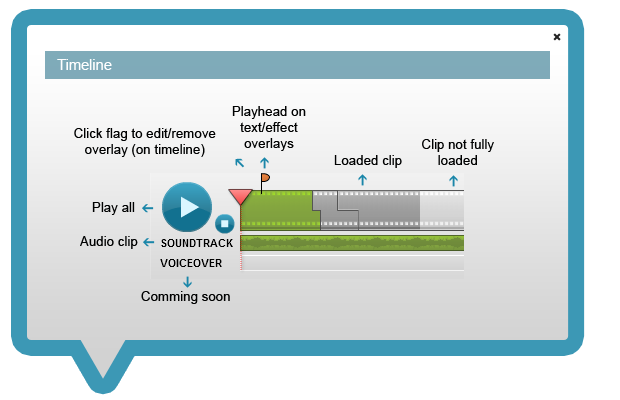 Timeline
Playhead on
text/effect
overlays
Click flag to edit/remove
overlay (on timeline)
Loaded clip
Clip not fully
loaded
Play all
Audio clip
SOUNDTRACK
VOICEOVER
Comming soon